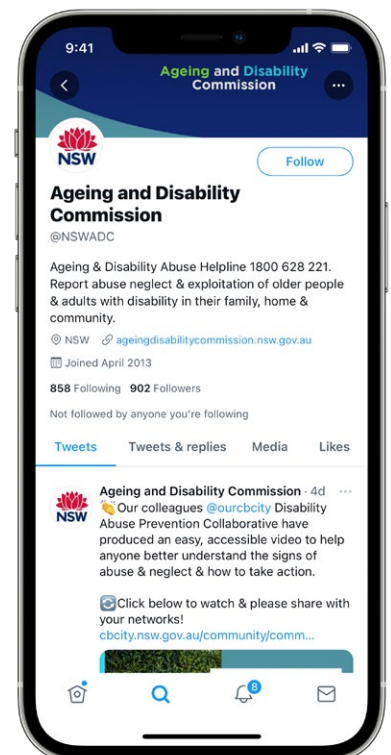 9:41
Ageing and Disability
Commission
NSW
Follow
Ageing and Disability
Commission
@NSWADC
Ageing & Disability Abuse Helpline 1800 628 221.
Report abuse neglect & exploitation of older people
& adults with disability in their family, home &
community.
NSW ageingdisabilitycommission.nsw.gov.au
Joined April 2013
858 Following 902 Followers
Not followed by anyone you're following
Tweets Tweets & replies Media Likes
NSW
Ageing and Disability Commission · 4d
👏Our colleagues @ourcbcity Disability
Abuse Prevention Collaborative have
produced an easy, accessible video to help
anyone better understand the signs of
abuse & neglect & how to take action.
🔄Click below to watch & please share with
your networks!
cbcity.nsw.gov.au/community/comm...
8